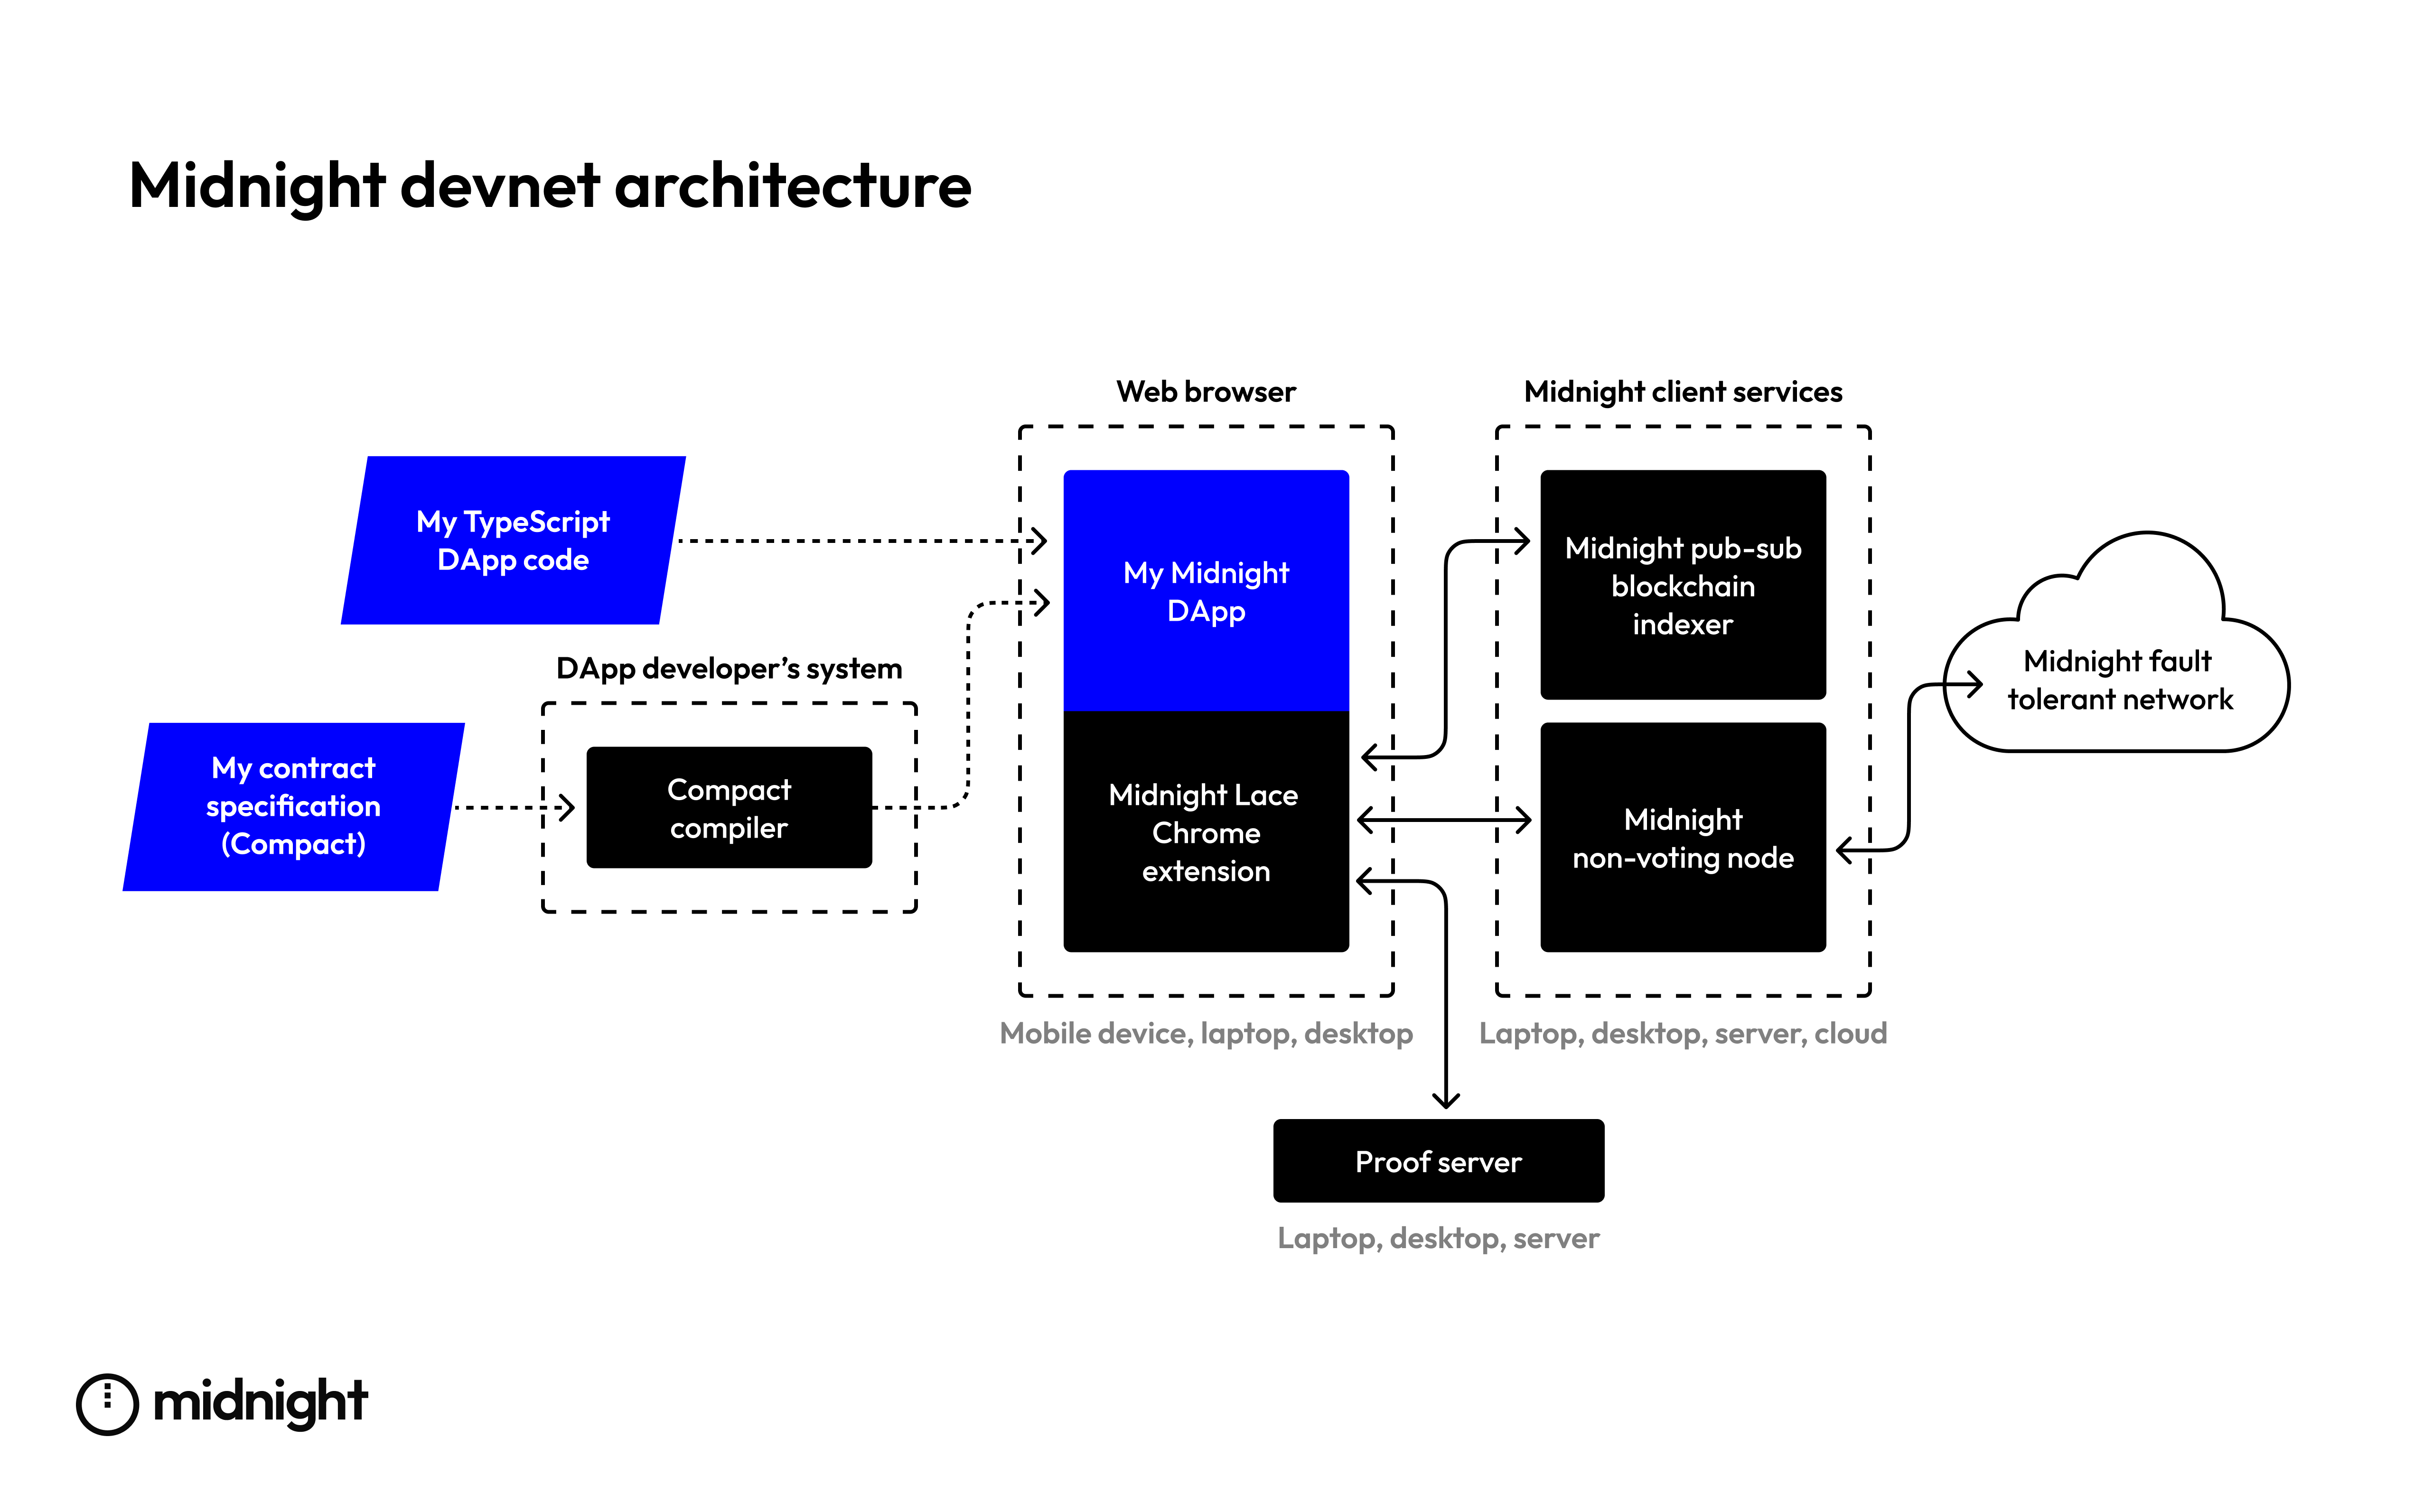 Midnight devnet architecture
Web browser
Midnight client services
My TypeScript
DApp code
My Midnight
DApp
Midnight pub-sub
blockchain
indexer
Midnight fault
tolerant network
DApp developer’s system
My contract
specification
(Compact)
Compact
compiler
Midnight Lace
Chrome
extension
Midnight
non-voting node
Mobile device, laptop, desktop
Laptop, desktop, server, cloud
Proof server
Laptop, desktop, server
midnight